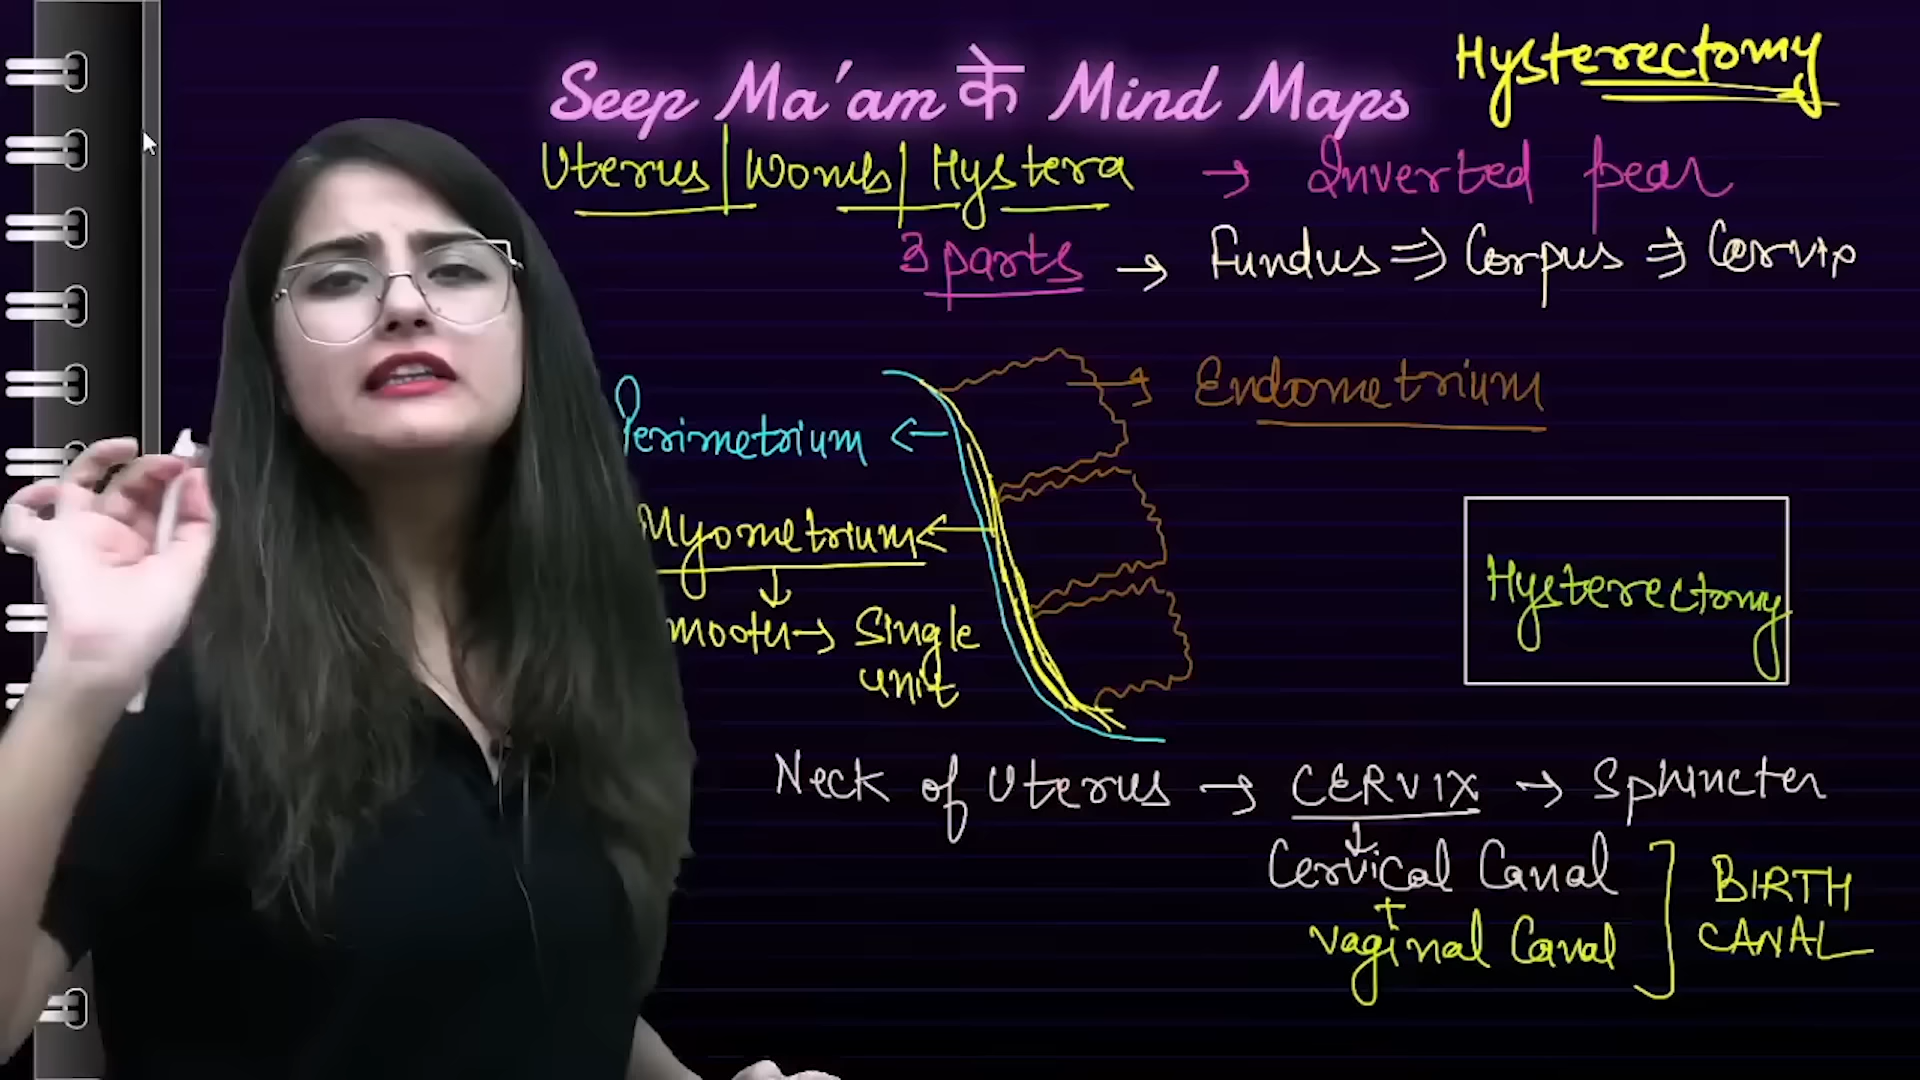 Hysterectomy
Seep Ma'am के Mind Maps
Uterus | Womb | Hystera → Inverted pear
3 parts → Fundus ⇒ Corpus ⇒ Cervix
Endometrium
Perimetrium ←
Myometrium ←
mooth → Single
unit
Hysterectomy
Neck of Uterus → CERVIX → Sphincter
Cervical Canal
+
vaginal Canal
BIRTH
CANAL